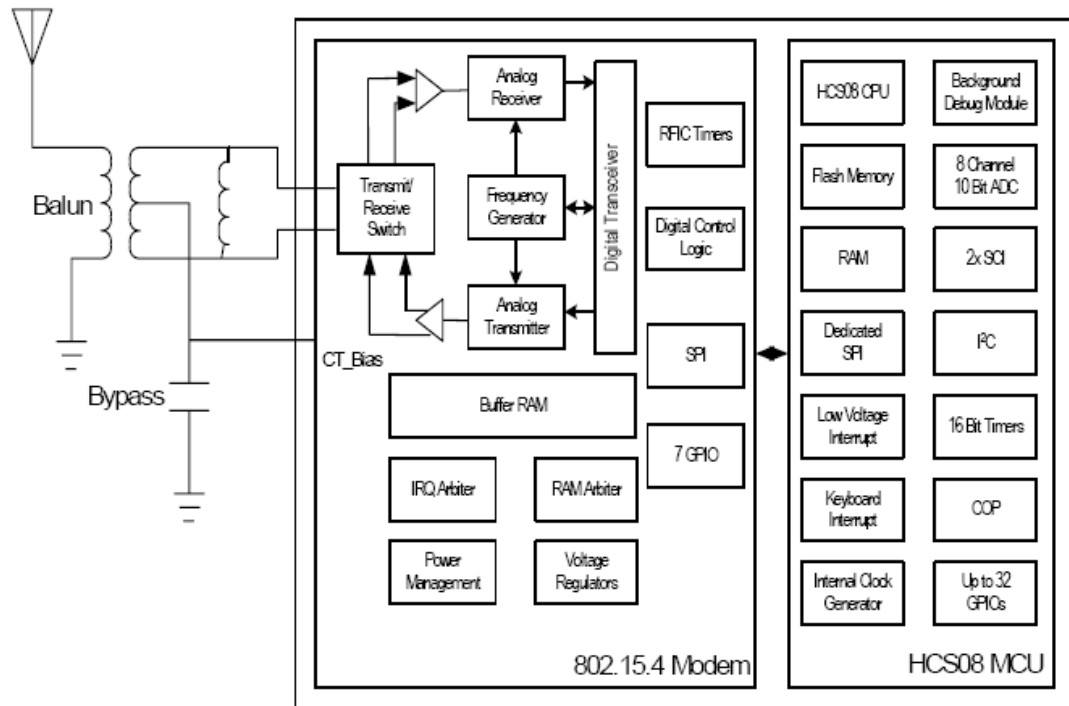 Balun
Bypass
CT_Bias
Transmit/
Receive
Switch
Analog
Receiver
Frequency
Generator
Analog
Transmitter
Digital Transceiver
RFIC Timers
Digital Control
Logic
SPI
7 GPIO
Buffer RAM
IRQ Arbiter
RAM Arbiter
Power
Management
Voltage
Regulators
802.15.4 Modem
HCS08 CPU
Background
Debug Module
Flash Memory
8 Channel
10 Bit ADC
RAM
2x SCI
Dedicated
SPI
I²C
Low Voltage
Interrupt
16 Bit Timers
Keyboard
Interrupt
COP
Internal Clock
Generator
Up to 32
GPIOs
HCS08 MCU